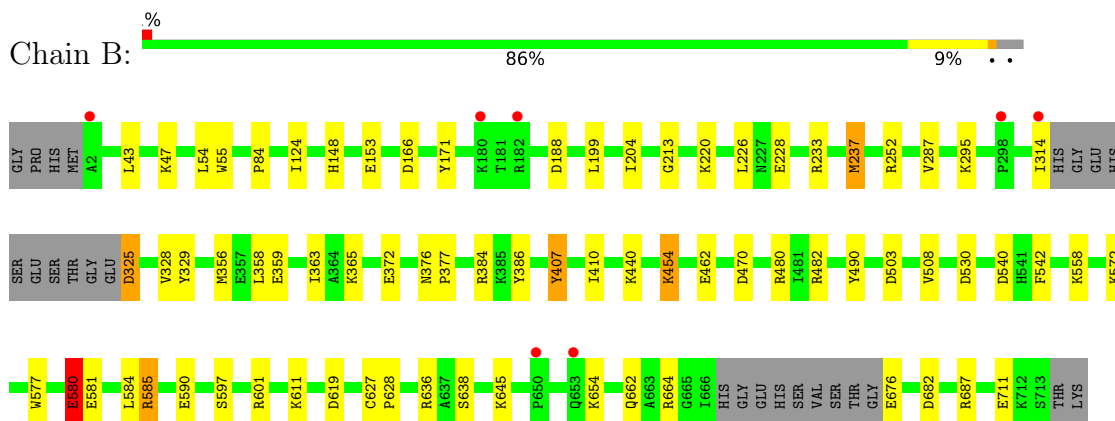 %
Chain B:
86% 9% • •
GLY PRO HIS MET A2 L43 K47 L54 W55 P84 I124 H148 E153 D166 Y171 K180 T181 R182 D188 L199 I204 G213 K220 L226 N227 E228 R233 M237 R252 V287 K295 P298 I314 HIS GLY GLU HIS
SER GLU SER THR GLY GLU D325 V328 Y329 M356 E357 L358 E359 I363 A364 K365 E372 N376 P377 R384 K385 Y386 Y407 I410 K440 K454 E462 D470 R480 I481 R482 Y490 D503 V508 D530 D540 H541 F542 K558
W577 E580 E581 L584 R585 E590 S597 R601 K611 D619 C627 P628 R636 A637 S638 K645 P650 Q653 K654 Q662 A663 R664 G665 I666 HIS GLY GLU HIS SER VAL SER THR GLY E676 D682 R687 E711 K712 S713 THR LYS